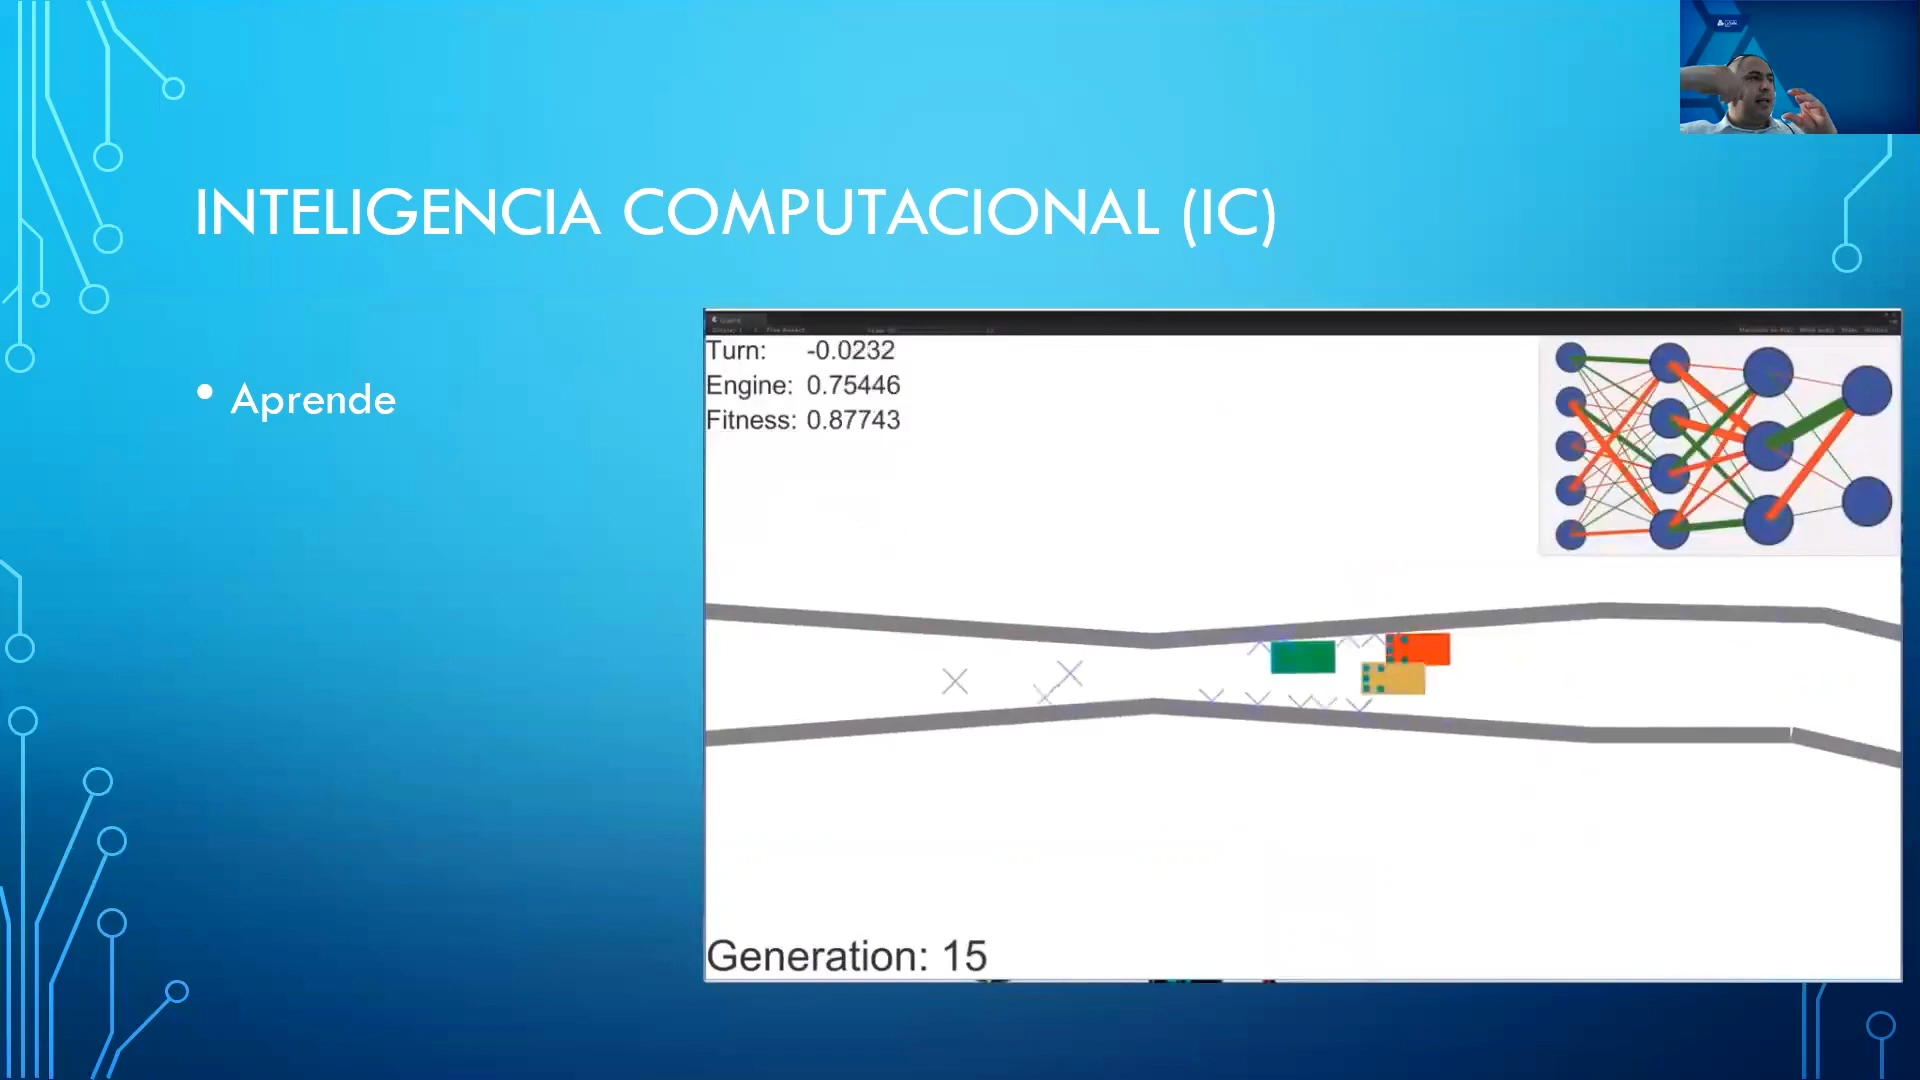 INTELIGENCIA COMPUTACIONAL (IC)
• Aprende
Turn: -0.0232
Engine: 0.75446
Fitness: 0.87743
Generation: 15